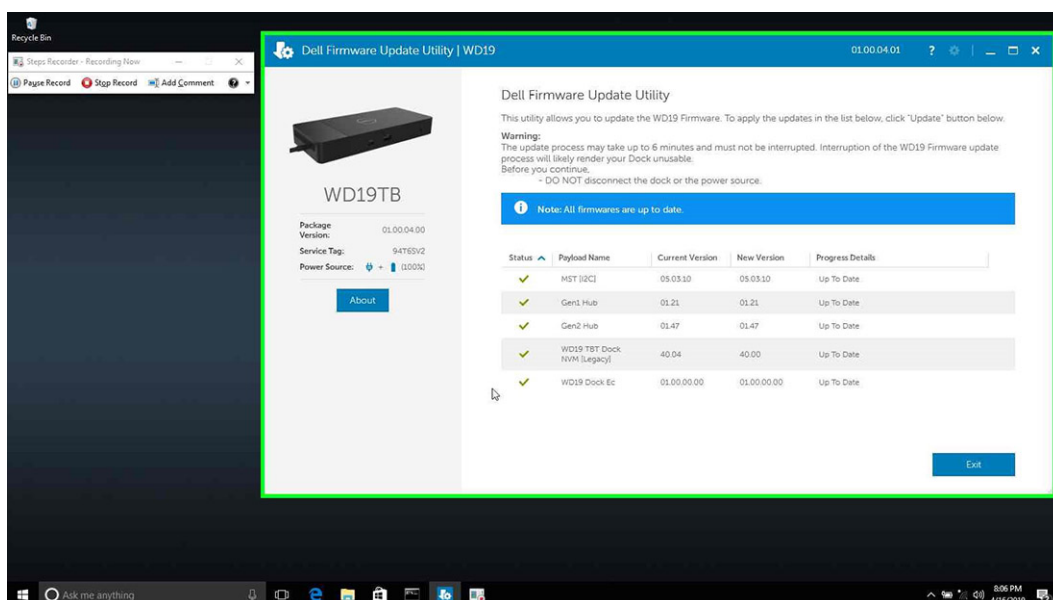 Recycle Bin
Steps Recorder - Recording Now
Pause Record Stop Record Add Comment
Dell Firmware Update Utility | WD19 01.00.04.01 ?
Dell Firmware Update Utility
This utility allows you to update the WD19 Firmware. To apply the updates in the list below, click "Update" button below.
Warning:
The update process may take up to 6 minutes and must not be interrupted. Interruption of the WD19 Firmware update
process will likely render your Dock unusable.
Before you continue,
- DO NOT disconnect the dock or the power source.
Note: All firmwares are up to date.
WD19TB
Package
Version: 01.00.04.00
Service Tag: 94T6SV2
Power Source: + (100%)
About
Status Payload Name Current Version New Version Progress Details
MST [I2C] 05.03.10 05.03.10 Up To Date
Gen1 Hub 01.21 01.21 Up To Date
Gen2 Hub 01.47 01.47 Up To Date
WD19 TBT Dock
NVM [Legacy] 40.04 40.00 Up To Date
WD19 Dock Ec 01.00.00.00 01.00.00.00 Up To Date
Exit
Ask me anything
8:06 PM
4/16/2019